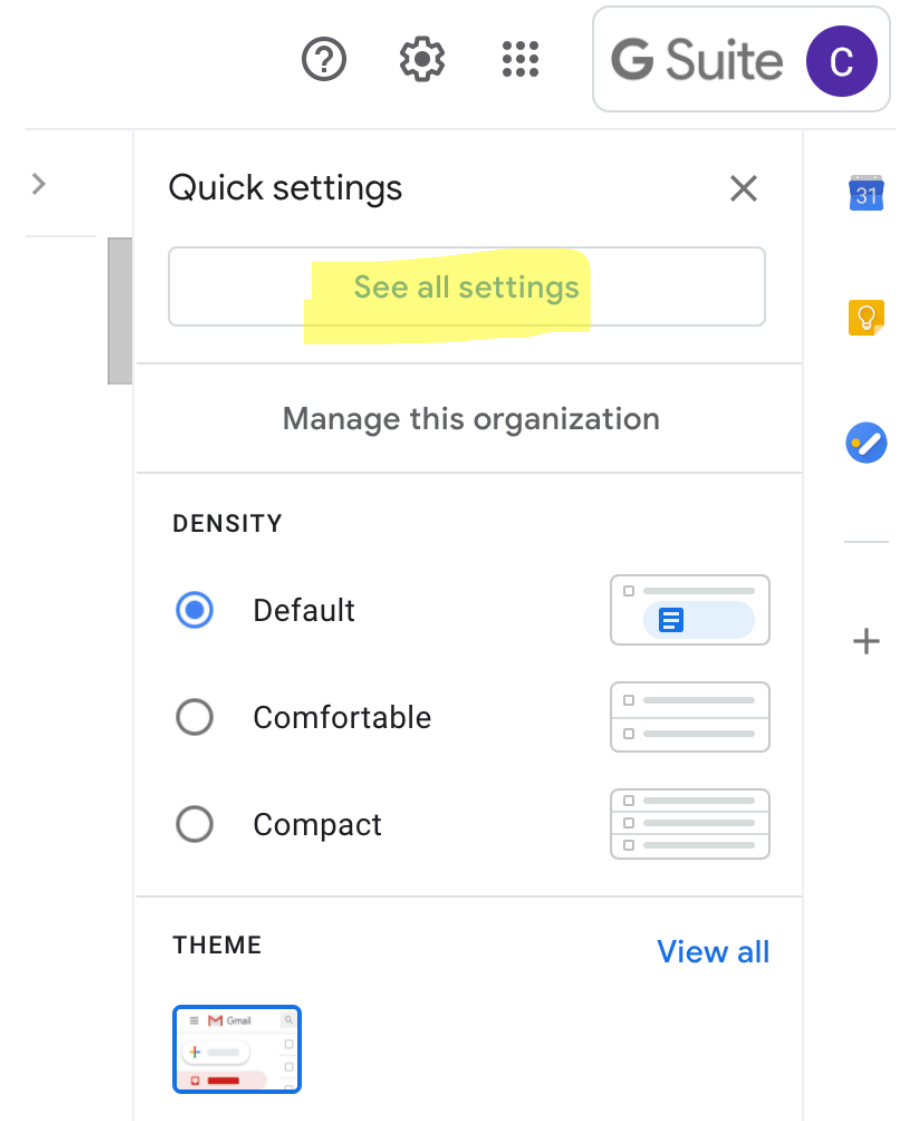 G Suite C
Quick settings
31
See all settings
Manage this organization
DENSITY
Default
Comfortable
Compact
THEME
View all
Gmail